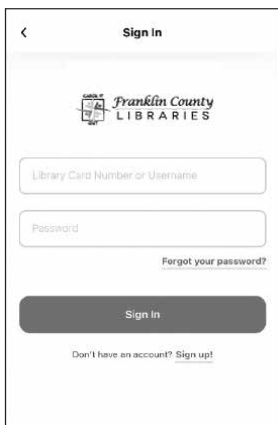 Sign In
Franklin County
LIBRARIES
Library Card Number or Username
Password
Forgot your password?
Sign In
Don't have an account? Sign up!